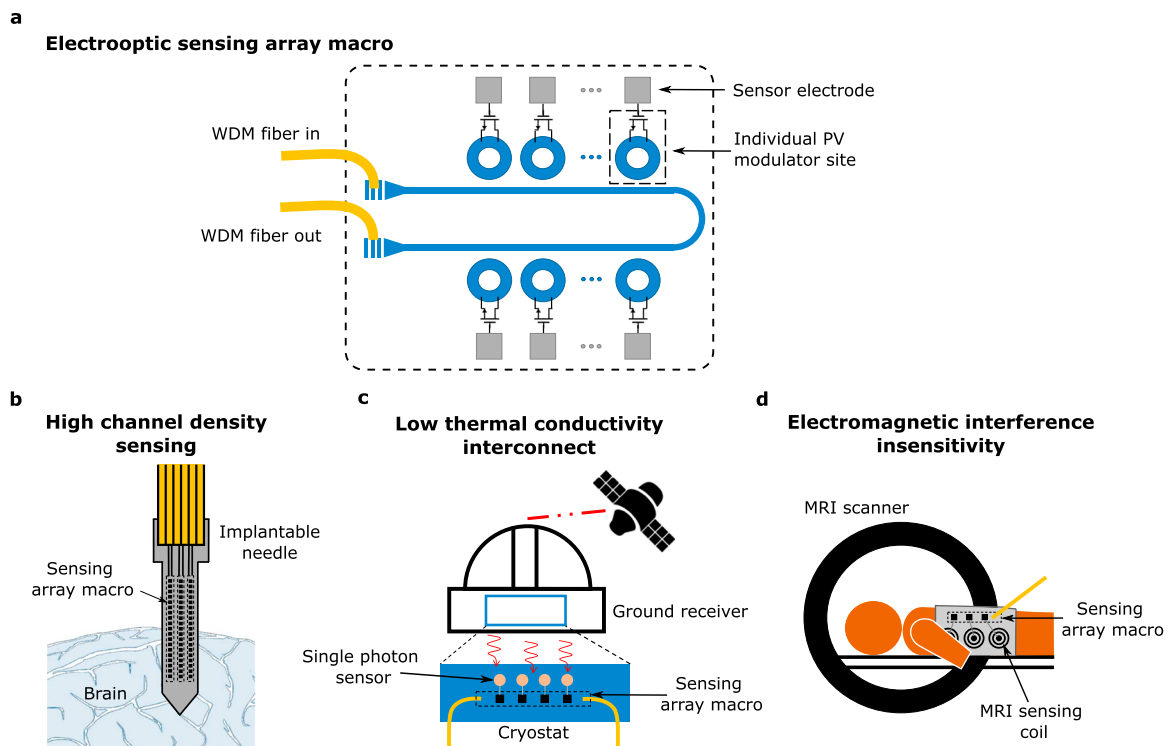 a
Electrooptic sensing array macro
Sensor electrode
WDM fiber in
Individual PV
modulator site
WDM fiber out
b
High channel density
sensing
Implantable
needle
Sensing
array macro
Brain
c
Low thermal conductivity
interconnect
Ground receiver
Single photon
sensor
Sensing
array macro
Cryostat
d
Electromagnetic interference
insensitivity
MRI scanner
Sensing
array macro
MRI sensing
coil